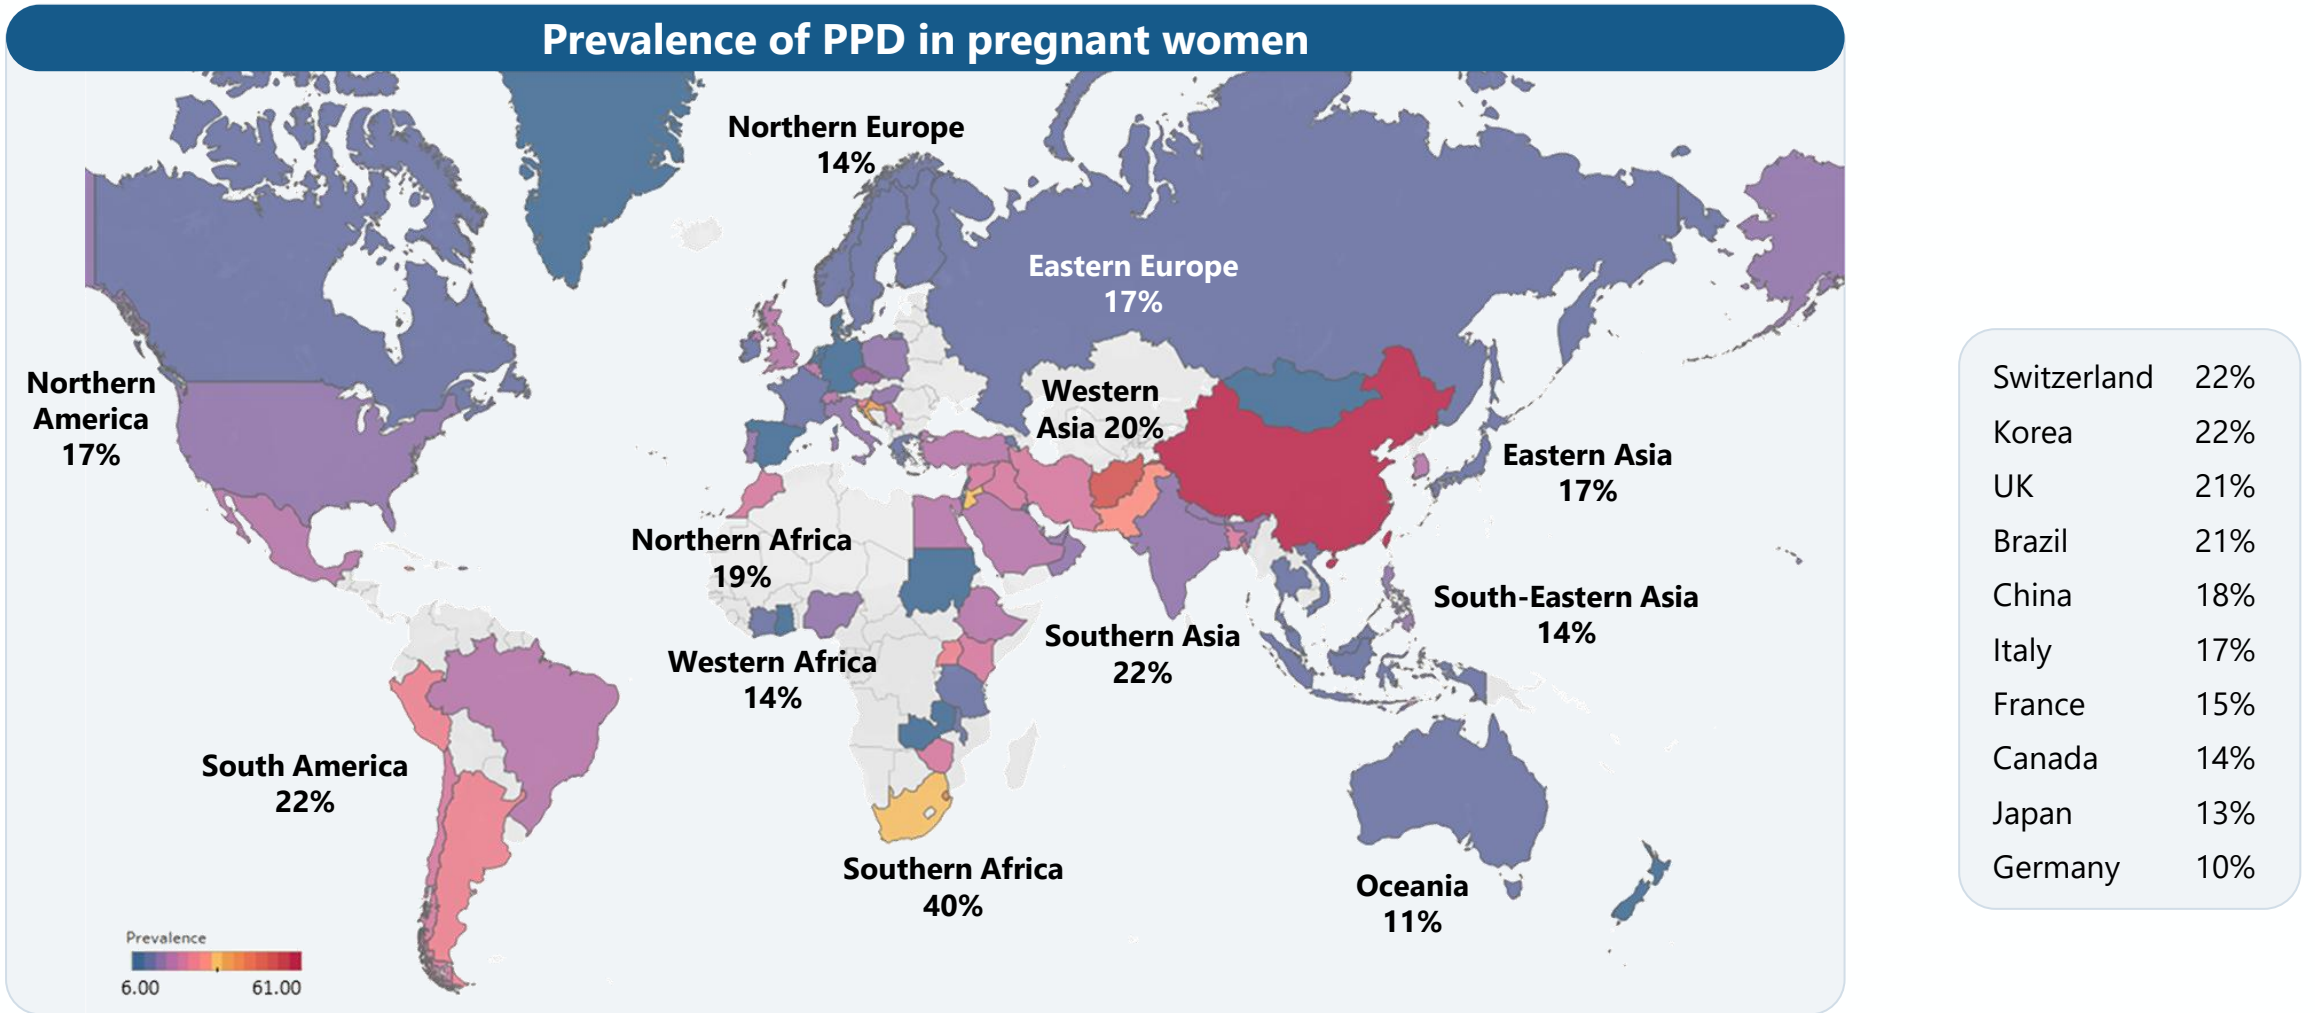 Prevalence of PPD in pregnant women
Northern Europe
14%
Eastern Europe
17%
Northern
America
17%
Western
Asia 20%
Eastern Asia
17%
Northern Africa
19%
South-Eastern Asia
14%
Southern Asia
22%
Western Africa
14%
South America
22%
Southern Africa
40%
Oceania
11%
Prevalence
6.00 61.00
Switzerland 22%
Korea 22%
UK 21%
Brazil 21%
China 18%
Italy 17%
France 15%
Canada 14%
Japan 13%
Germany 10%